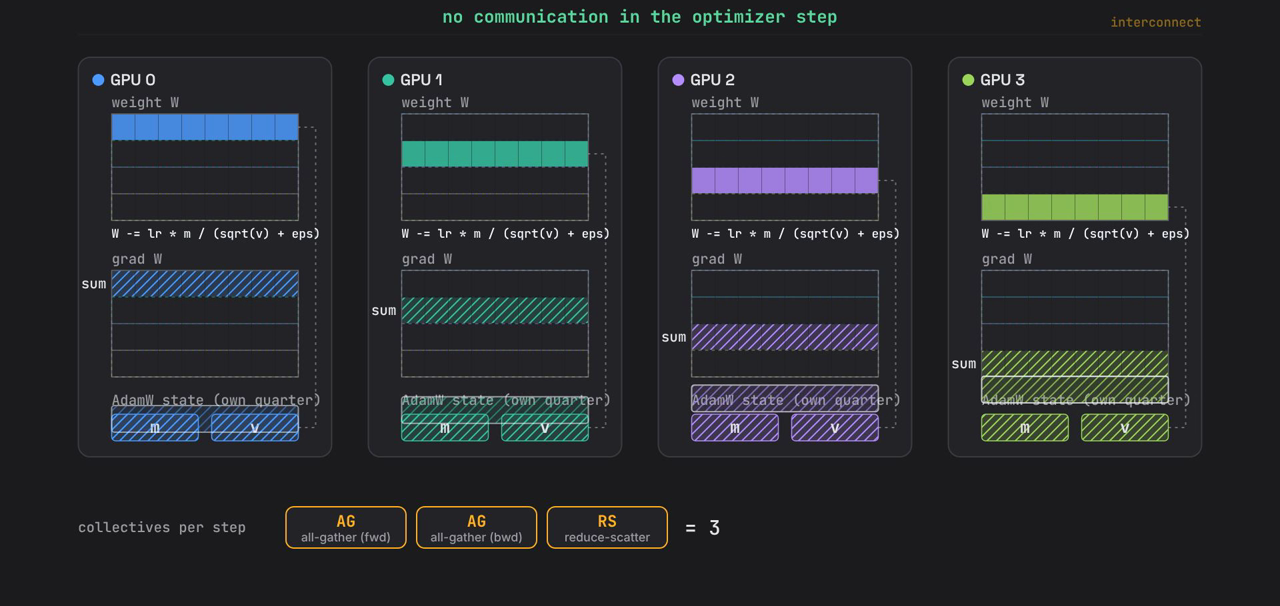 no communication in the optimizer step
interconnect
GPU 0
weight W
W -= lr * m / (sqrt(v) + eps)
grad W
sum
AdamW state (own quarter)
m
v
GPU 1
weight W
W -= lr * m / (sqrt(v) + eps)
grad W
sum
AdamW state (own quarter)
m
v
GPU 2
weight W
W -= lr * m / (sqrt(v) + eps)
grad W
sum
AdamW state (own quarter)
m
v
GPU 3
weight W
W -= lr * m / (sqrt(v) + eps)
grad W
sum
AdamW state (own quarter)
m
v
collectives per step
AG
all-gather (fwd)
AG
all-gather (bwd)
RS
reduce-scatter
= 3